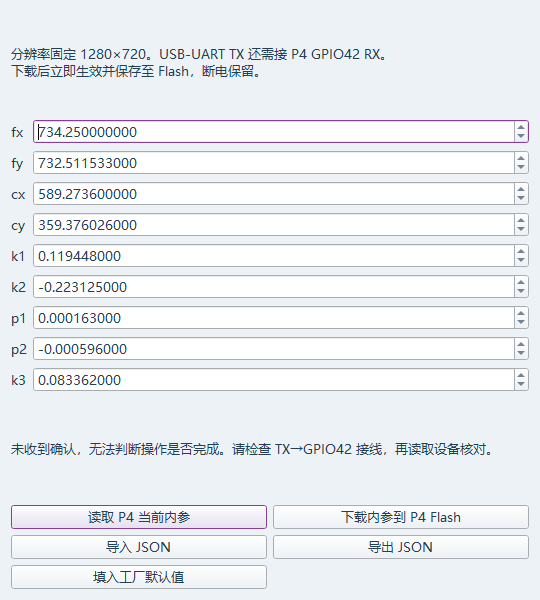 分辨率固定 1280×720。USB-UART TX 还需接 P4 GPIO42 RX。
下载后立即生效并保存至 Flash，断电保留。
fx 734.250000000
fy 732.511533000
cx 589.273600000
cy 359.376026000
k1 0.119448000
k2 -0.223125000
p1 0.000163000
p2 -0.000596000
k3 0.083362000
未收到确认，无法判断操作是否完成。请检查 TX→GPIO42 接线，再读取设备核对。
读取 P4 当前内参 下载内参到 P4 Flash
导入 JSON 导出 JSON
填入工厂默认值